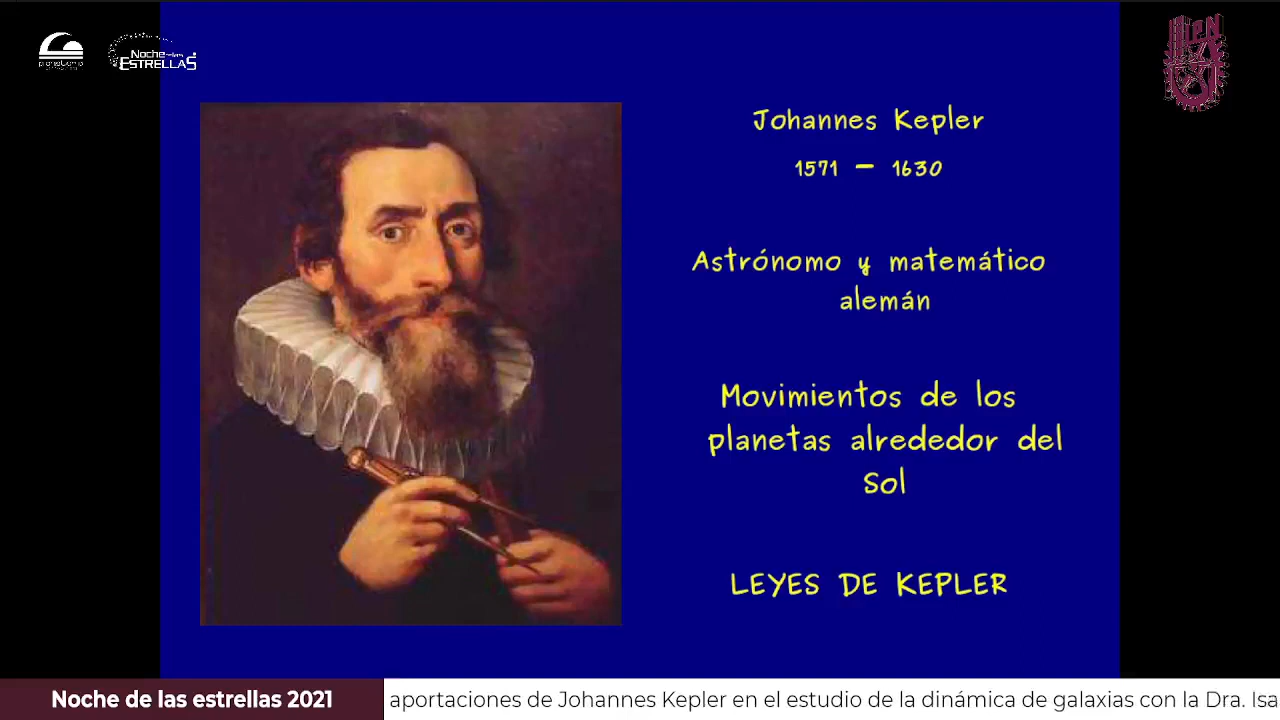 Noche de las
ESTRELLAS
IPN
Johannes Kepler
1571 – 1630
Astrónomo y matemático
alemán
Movimientos de los
planetas alrededor del
Sol
LEYES DE KEPLER
Noche de las estrellas 2021
aportaciones de Johannes Kepler en el estudio de la dinámica de galaxias con la Dra. Isa